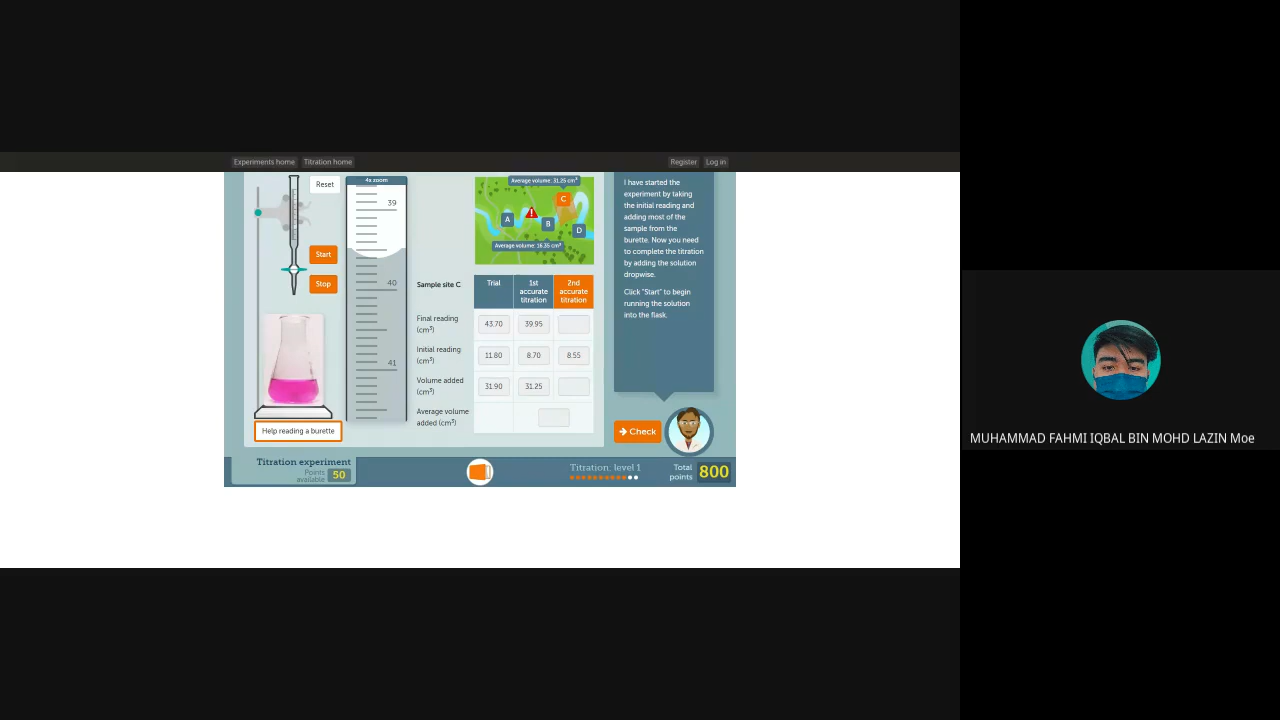 Experiments home
Titration home
Register
Log in
Reset
4x zoom
39
40
41
Start
Stop
Help reading a burette
Average volume: 31.25 cm³
A
B
C
D
Average volume: 16.35 cm³
Sample site C
Trial
1st accurate titration
2nd accurate titration
Final reading (cm³)
43.70
39.95
Initial reading (cm³)
11.80
8.70
8.55
Volume added (cm³)
31.90
31.25
Average volume added (cm³)
I have started the
experiment by taking
the initial reading and
adding most of the
sample from the
burette. Now you need
to complete the titration
by adding the solution
dropwise.
Click "Start" to begin
running the solution
into the flask.
Check
Titration experiment
Points available 50
Titration: level 1
Total points 800
MUHAMMAD FAHMI IQBAL BIN MOHD LAZIN Moe